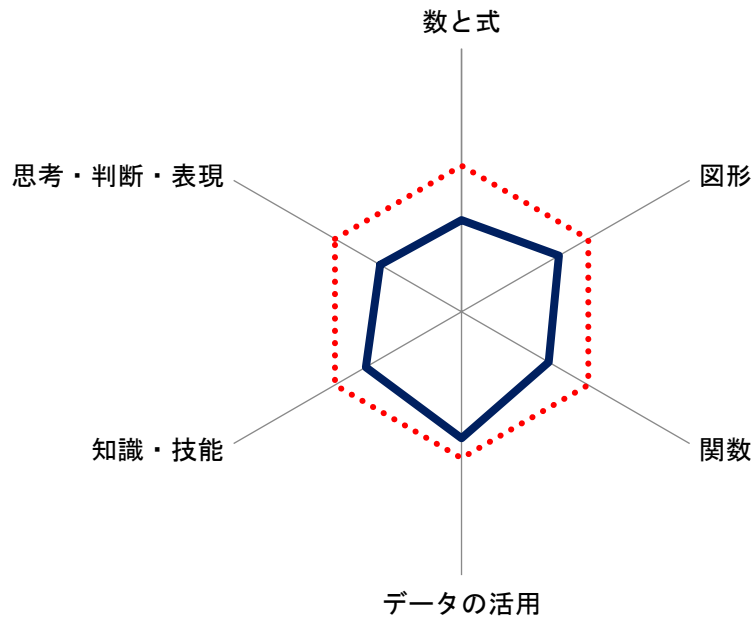 数と式
思考・判断・表現
図形
知識・技能
関数
データの活用